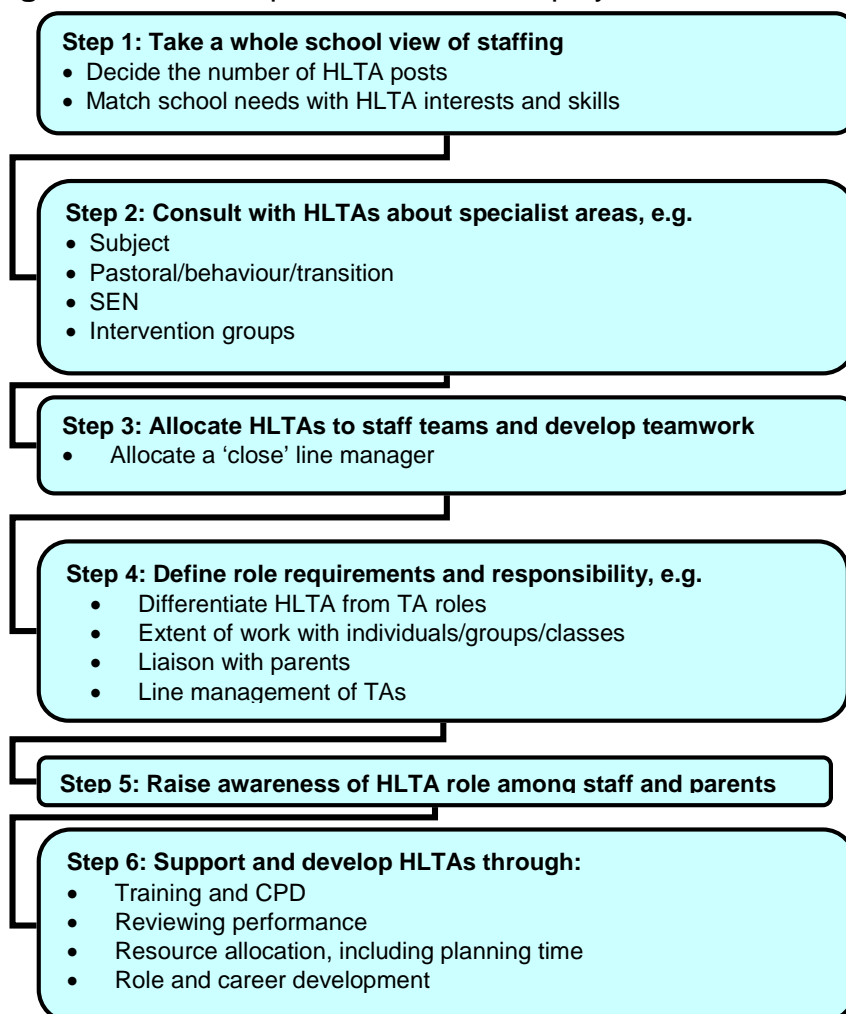 Step 1: Take a whole school view of staffing
• Decide the number of HLTA posts
• Match school needs with HLTA interests and skills
Step 2: Consult with HLTAs about specialist areas, e.g.
• Subject
• Pastoral/behaviour/transition
• SEN
• Intervention groups
Step 3: Allocate HLTAs to staff teams and develop teamwork
• Allocate a ‘close’ line manager
Step 4: Define role requirements and responsibility, e.g.
• Differentiate HLTA from TA roles
• Extent of work with individuals/groups/classes
• Liaison with parents
• Line management of TAs
Step 5: Raise awareness of HLTA role among staff and parents
Step 6: Support and develop HLTAs through:
• Training and CPD
• Reviewing performance
• Resource allocation, including planning time
• Role and career development